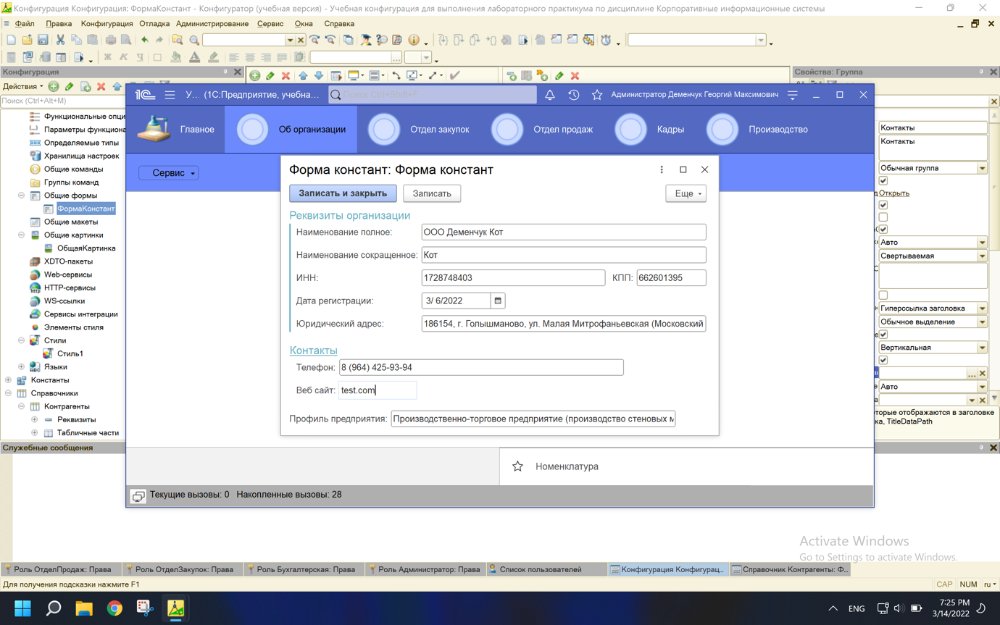 Конфигурация Конфигурация: ФормаКонстант - Конфигуратор (учебная версия) - Учебная конфигурация для выполнения лабораторного практикума по дисциплине Корпоративные информационные системы
Файл Правка Конфигурация Отладка Администрирование Сервис Окна Справка
Ж К Ч
Конфигурация
Свойства: Группа
Действия
Поиск (Ctrl+Alt+M)
Функциональные опци
Параметры функциона
Определяемые типы
Хранилища настроек
Общие команды
Группы команд
Общие формы
ФормаКонстант
Общие макеты
Общие картинки
ОбщаяКартинка
XDTO-пакеты
Web-сервисы
HTTP-сервисы
WS-ссылки
Сервисы интеграции
Элементы стиля
Стили
Стиль1
Языки
Константы
Справочники
Контрагенты
Реквизиты
Табличные части
У... (1С:Предприятие, учебна...
Поиск Ctrl+Shift+F
Администратор Деменчук Георгий Максимович
Главное
Об организации
Отдел закупок
Отдел продаж
Кадры
Производство
Сервис
Форма констант: Форма констант
Записать и закрыть
Записать
Еще
Реквизиты организации
Наименование полное: ООО Деменчук Кот
Наименование сокращенное: Кот
ИНН: 1728748403 КПП: 662601395
Дата регистрации: 3/ 6/2022
Юридический адрес: 186154, г. Голышманово, ул. Малая Митрофаньевская (Московский
Контакты
Телефон: 8 (964) 425-93-94
Веб сайт: test.com
Профиль предприятия: Производственно-торговое предприятие (производство стеновых м
Номенклатура
Текущие вызовы: 0 Накопленные вызовы: 28
Контакты
Контакты
Обычная группа
Открыть
Авто
Свертываемая
Гиперссылка заголовка
Обычное выделение
Вертикальная
Авто
оторые отображаются в заголовке
ка, TitleDataPath
Служебные сообщения
Activate Windows
Go to Settings to activate Windows.
Роль ОтделПродаж: Права
Роль ОтделЗакупок: Права
Роль Бухгалтерская: Права
Роль Администратор: Права
Список пользователей
Конфигурация Конфигурац...
Справочник Контрагенты: Ф...
Для получения подсказки нажмите F1
CAP NUM ru
ENG
7:25 PM
3/14/2022